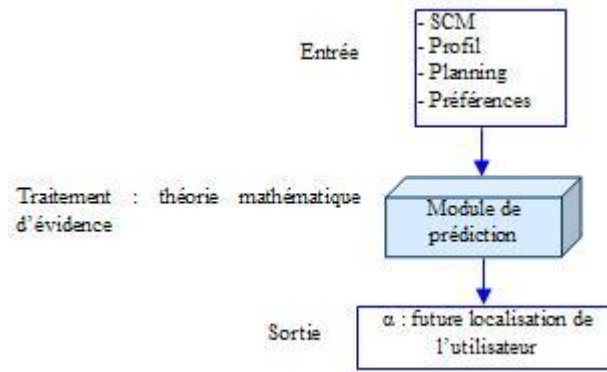 - SCM
Entrée
- Profil
- Planning
- Préférences
Traitement : théorie mathématique
d'évidence
Module de
prédiction
Sortie
α : future localisation de
l'utilisateur